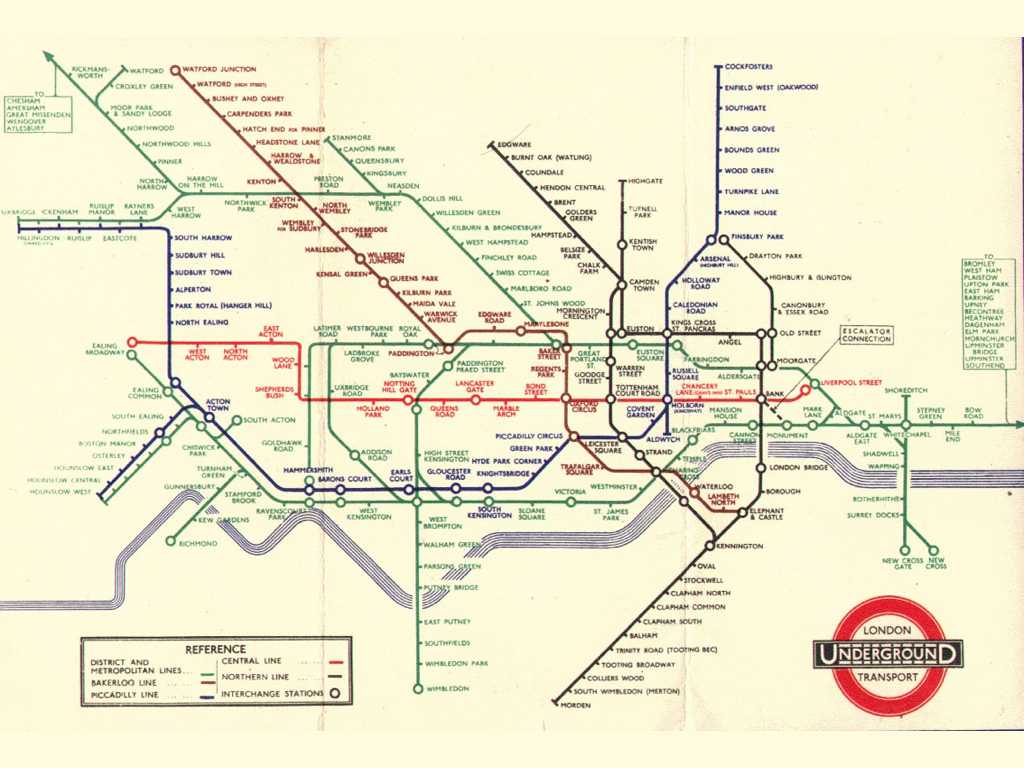 RICKMANS-
WORTH
WATFORD
CROXLEY GREEN
TO
CHESHAM
AMERSHAM
GREAT MISSENDEN
WENDOVER
AYLESBURY
MOOR PARK
& SANDY LODGE
NORTHWOOD
NORTHWOOD HILLS
PINNER
NORTH
HARROW
HARROW
ON THE HILL
WATFORD JUNCTION
WATFORD (HIGH STREET)
BUSHEY AND OXHEY
CARPENDERS PARK
HATCH END FOR PINNER
HEADSTONE LANE
HARROW &
WEALDSTONE
KENTON
SOUTH
KENTON
NORTH
WEMBLEY
WEMBLEY
FOR SUDBURY
STONEBRIDGE
PARK
HARLESDEN
WILLESDEN
JUNCTION
KENSAL GREEN
QUEENS PARK
KILBURN PARK
MAIDA VALE
WARWICK
AVENUE
PADDINGTON
STANMORE
CANONS PARK
QUEENSBURY
KINGSBURY
PRESTON
ROAD
NORTHWICK
PARK
WEMBLEY
PARK
NEASDEN
DOLLIS HILL
WILLESDEN GREEN
KILBURN & BRONDESBURY
WEST HAMPSTEAD
FINCHLEY ROAD
SWISS COTTAGE
MARLBORO ROAD
ST. JOHNS WOOD
UXBRIDGE
ICKENHAM
RUISLIP
MANOR
RAYNERS
LANE
WEST
HARROW
HILLINGDON
RUISLIP
EASTCOTE
SOUTH HARROW
SUDBURY HILL
SUDBURY TOWN
ALPERTON
PARK ROYAL (HANGER HILL)
NORTH EALING
EDGWARE
BURNT OAK (WATLING)
COLINDALE
HENDON CENTRAL
BRENT
GOLDERS
GREEN
HAMPSTEAD
BELSIZE
PARK
CHALK
FARM
HIGHGATE
TUFNELL
PARK
KENTISH
TOWN
CAMDEN
TOWN
MORNINGTON
CRESCENT
COCKFOSTERS
ENFIELD WEST (OAKWOOD)
SOUTHGATE
ARNOS GROVE
BOUNDS GREEN
WOOD GREEN
TURNPIKE LANE
MANOR HOUSE
FINSBURY PARK
ARSENAL
(HIGHBURY HILL)
DRAYTON PARK
HOLLOWAY
ROAD
HIGHBURY & ISLINGTON
CALEDONIAN
ROAD
CANONBURY
& ESSEX ROAD
KINGS CROSS
ST. PANCRAS
EUSTON
ANGEL
OLD STREET
ESCALATOR
CONNECTION
MOORGATE
TO
BROMLEY
WEST HAM
PLAISTOW
UPTON PARK
EAST HAM
BARKING
UPNEY
BECONTREE
HEATHWAY
DAGENHAM
ELM PARK
HORNCHURCH
UPMINSTER
BRIDGE
UPMINSTER
SOUTHEND
EALING
BROADWAY
WEST
ACTON
NORTH
ACTON
EAST
ACTON
WOOD
LANE
SHEPHERDS
BUSH
HOLLAND
PARK
NOTTING
HILL GATE
QUEENS
ROAD
LANCASTER
GATE
MARBLE
ARCH
BOND
STREET
OXFORD
CIRCUS
TOTTENHAM
COURT ROAD
HOLBORN
(KINGSWAY)
CHANCERY
LANE (GRAYS INN)
ST. PAULS
BANK
LIVERPOOL STREET
LATIMER
ROAD
WESTBOURNE
PARK
ROYAL
OAK
LADBROKE
GROVE
EDGWARE
ROAD
MARYLEBONE
BAKER
STREET
REGENTS
PARK
GREAT
PORTLAND
ST.
EUSTON
SQUARE
WARREN
STREET
GOODGE
STREET
RUSSELL
SQUARE
FARRINGDON
ALDERSGATE
PADDINGTON
PRAED STREET
BAYSWATER
UXBRIDGE
ROAD
GOLDHAWK
ROAD
ADDISON
ROAD
HIGH STREET
KENSINGTON
EALING
COMMON
ACTON
TOWN
SOUTH ACTON
SOUTH EALING
NORTHFIELDS
BOSTON MANOR
OSTERLEY
HOUNSLOW EAST
HOUNSLOW CENTRAL
HOUNSLOW WEST
CHISWICK
PARK
TURNHAM
GREEN
GUNNERSBURY
KEW GARDENS
RICHMOND
STAMFORD
BROOK
RAVENSCOURT
PARK
HAMMERSMITH
BARONS COURT
WEST
KENSINGTON
EARLS
COURT
GLOUCESTER
ROAD
SOUTH
KENSINGTON
KNIGHTSBRIDGE
HYDE PARK CORNER
GREEN PARK
PICCADILLY CIRCUS
LEICESTER
SQUARE
COVENT
GARDEN
ALDWYCH
STRAND
TRAFALGAR
SQUARE
CHARING
CROSS
TEMPLE
BLACKFRIARS
MANSION
HOUSE
CANNON
STREET
MONUMENT
MARK
LANE
ALDGATE
ALDGATE
EAST
ST. MARYS
WHITECHAPEL
SHOREDITCH
STEPNEY
GREEN
MILE
END
BOW
ROAD
SHADWELL
WAPPING
ROTHERHITHE
SURREY DOCKS
NEW CROSS
GATE
NEW
CROSS
SLOANE
SQUARE
VICTORIA
ST. JAMES
PARK
WESTMINSTER
WATERLOO
LAMBETH
NORTH
LONDON BRIDGE
BOROUGH
ELEPHANT
& CASTLE
KENNINGTON
OVAL
STOCKWELL
CLAPHAM NORTH
CLAPHAM COMMON
CLAPHAM SOUTH
BALHAM
TRINITY ROAD (TOOTING BEC)
TOOTING BROADWAY
COLLIERS WOOD
SOUTH WIMBLEDON (MERTON)
MORDEN
WEST
BROMPTON
WALHAM GREEN
PARSONS GREEN
PUTNEY BRIDGE
EAST PUTNEY
SOUTHFIELDS
WIMBLEDON PARK
WIMBLEDON
REFERENCE
DISTRICT AND
METROPOLITAN LINES...
BAKERLOO LINE
PICCADILLY LINE
CENTRAL LINE
NORTHERN LINE
INTERCHANGE STATIONS
LONDON
UNDERGROUND
TRANSPORT